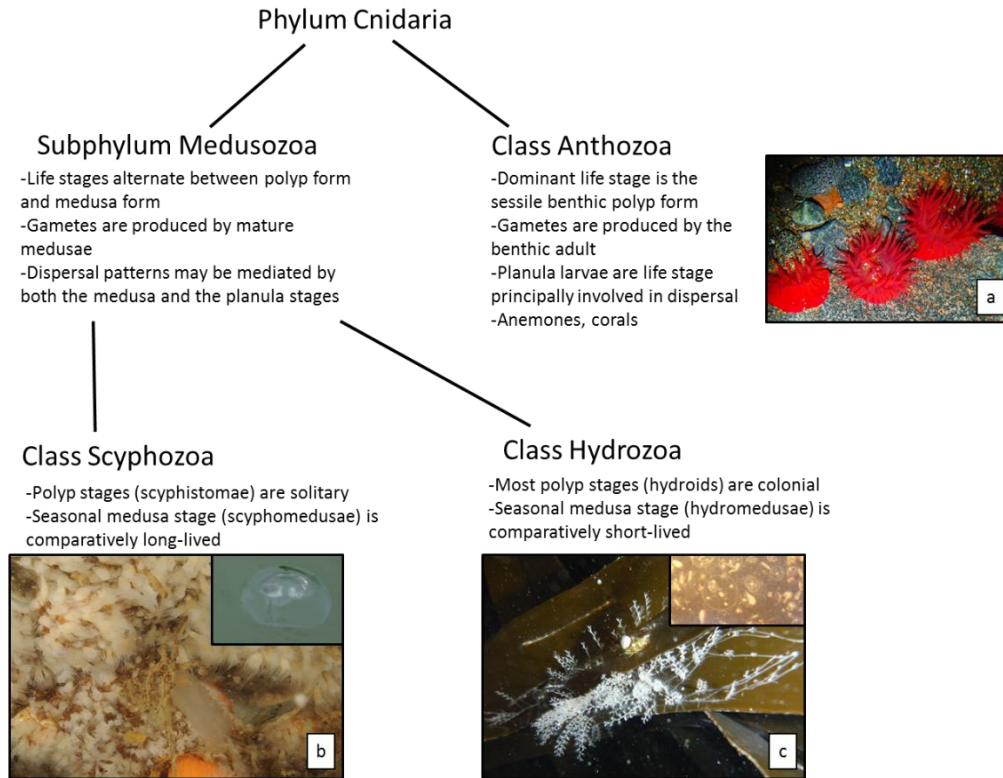 Phylum Cnidaria
Subphylum Medusozoa
-Life stages alternate between polyp form
and medusa form
-Gametes are produced by mature
medusae
-Dispersal patterns may be mediated by
both the medusa and the planula stages
Class Anthozoa
-Dominant life stage is the
sessile benthic polyp form
-Gametes are produced by the
benthic adult
-Planula larvae are life stage
principally involved in dispersal
-Anemones, corals
a
Class Scyphozoa
-Polyp stages (scyphistomae) are solitary
-Seasonal medusa stage (scyphomedusae) is
comparatively long-lived
b
Class Hydrozoa
-Most polyp stages (hydroids) are colonial
-Seasonal medusa stage (hydromedusae) is
comparatively short-lived
c